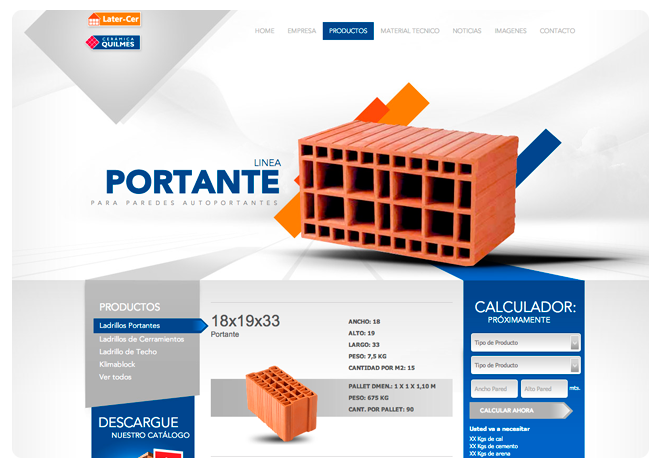 Later-Cer
CERAMICA
QUILMES
HOME EMPRESA PRODUCTOS MATERIAL TECNICO NOTICIAS IMAGENES CONTACTO
LINEA
PORTANTE
PARA PAREDES AUTOPORTANTES
PRODUCTOS
Ladrillos Portantes
Ladrillos de Cerramientos
Ladrillo de Techo
Klimablock
Ver todos
DESCARGUE
NUESTRO CATÁLOGO
18x19x33
Portante
ANCHO: 18
ALTO: 19
LARGO: 33
PESO: 7,5 KG
CANTIDAD POR M2: 15
PALLET DMEN.: 1 X 1 X 1,10 M
PESO: 675 KG
CANT. POR PALLET: 90
CALCULADOR:
PRÓXIMAMENTE
Tipo de Producto
Tipo de Producto
Ancho Pared Alto Pared mts.
CALCULAR AHORA
Usted va a necesitar
XX Kgs de cal
XX Kgs de cemento
XX Kgs de arena